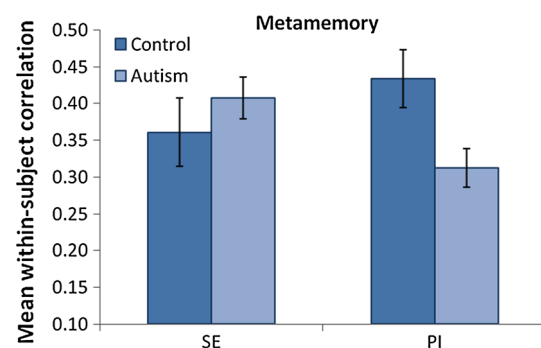 Metamemory
Mean within-subject correlation
Control
Autism
0.50
0.45
0.40
0.35
0.30
0.25
0.20
0.15
0.10
SE PI